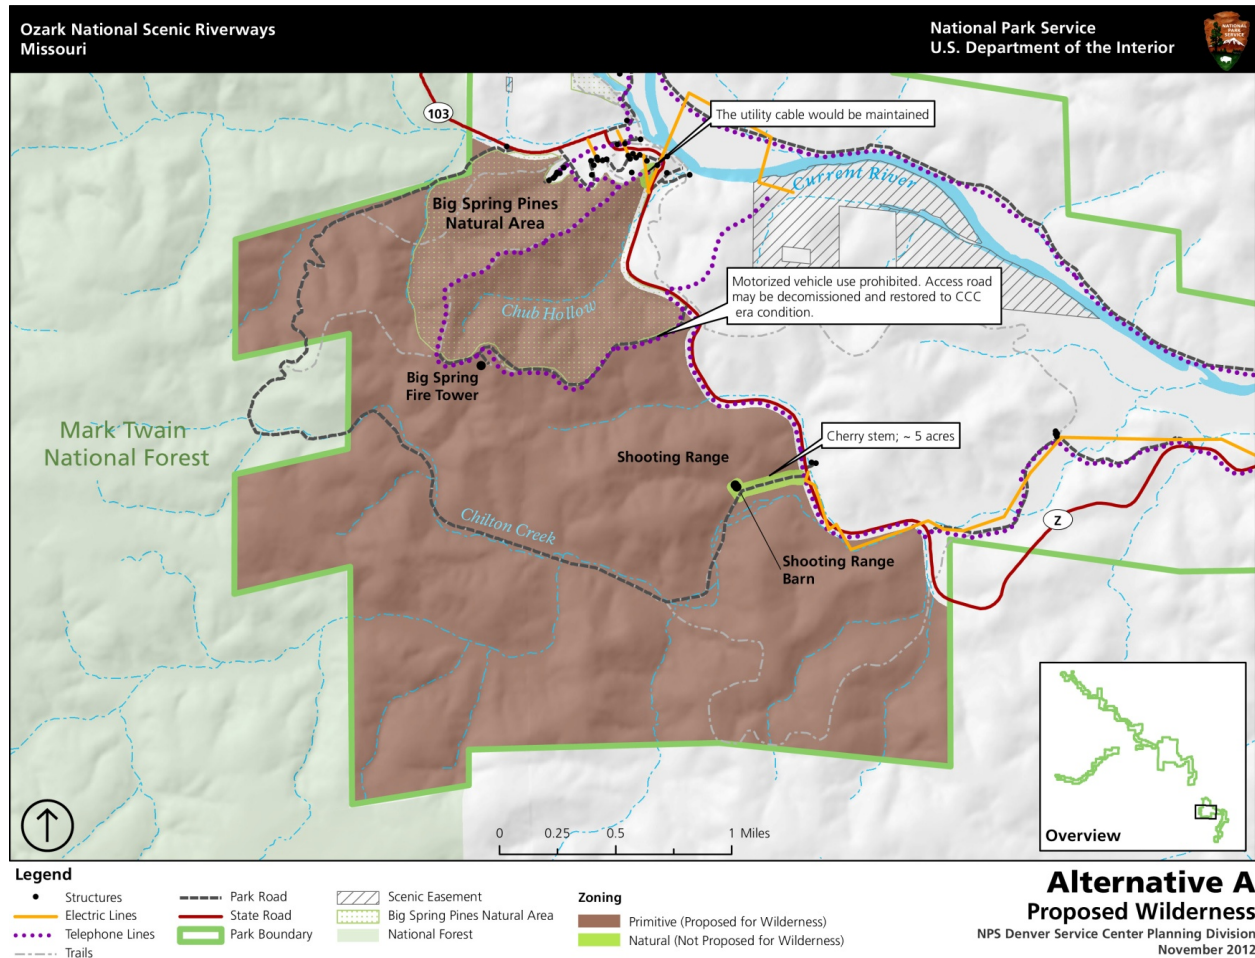 Ozark National Scenic Riverways
Missouri
National Park Service
U.S. Department of the Interior
NATIONAL
PARK
SERVICE
103
The utility cable would be maintained
Current River
Big Spring Pines
Natural Area
Motorized vehicle use prohibited. Access road
may be decomissioned and restored to CCC
era condition.
Chub Hollow
Big Spring
Fire Tower
Mark Twain
National Forest
Cherry stem; ~ 5 acres
Shooting Range
Chilton Creek
Z
Shooting Range
Barn
0 0.25 0.5 1 Miles
Overview
Legend
Structures
Electric Lines
Telephone Lines
Trails
Park Road
State Road
Park Boundary
Scenic Easement
Big Spring Pines Natural Area
National Forest
Zoning
Primitive (Proposed for Wilderness)
Natural (Not Proposed for Wilderness)
Alternative A
Proposed Wilderness
NPS Denver Service Center Planning Division
November 2012